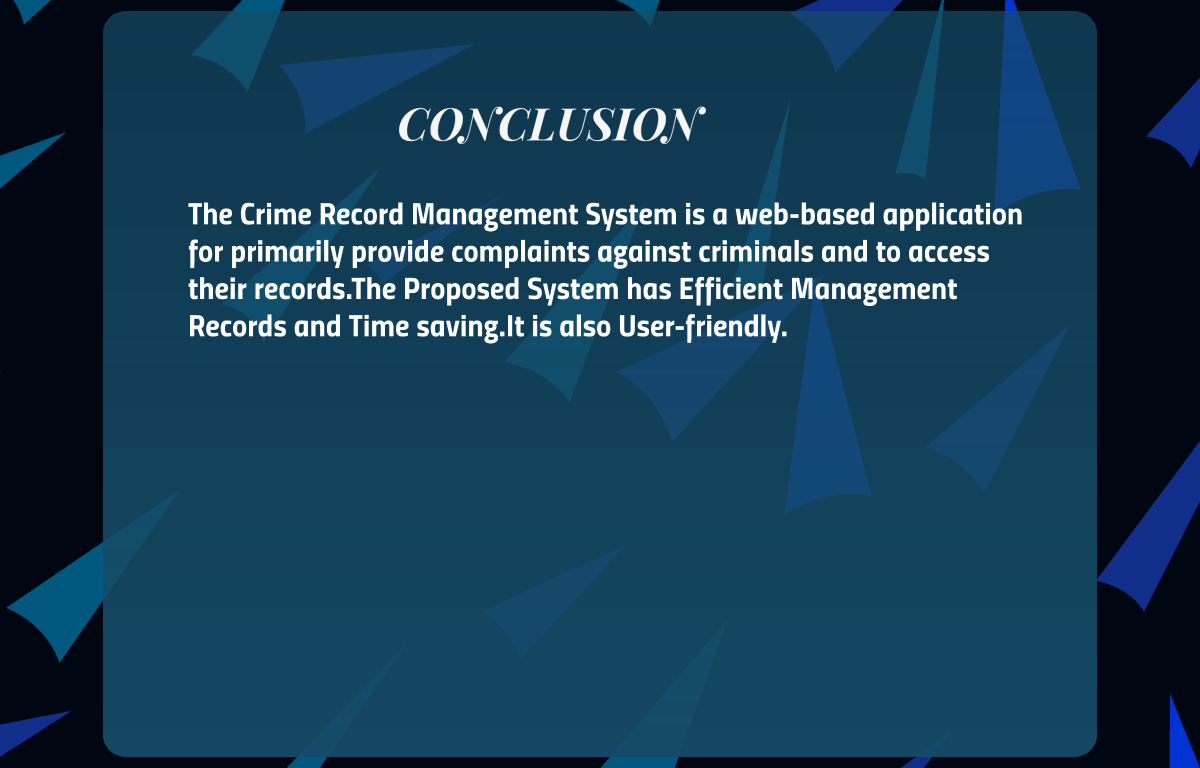 CONCLUSION
The Crime Record Management System is a web-based application
for primarily provide complaints against criminals and to access
their records.The Proposed System has Efficient Management
Records and Time saving.It is also User-friendly.